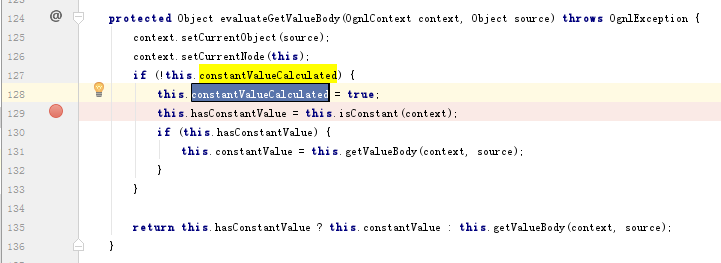 124 @ protected Object evaluateGetValueBody(OgnlContext context, Object source) throws OgnlException {
125 context.setCurrentObject(source);
126 context.setCurrentNode(this);
127 if (!this.constantValueCalculated) {
128 this.constantValueCalculated = true;
129 this.hasConstantValue = this.isConstant(context);
130 if (this.hasConstantValue) {
131 this.constantValue = this.getValueBody(context, source);
132 }
133 }
134
135 return this.hasConstantValue ? this.constantValue : this.getValueBody(context, source);
136 }